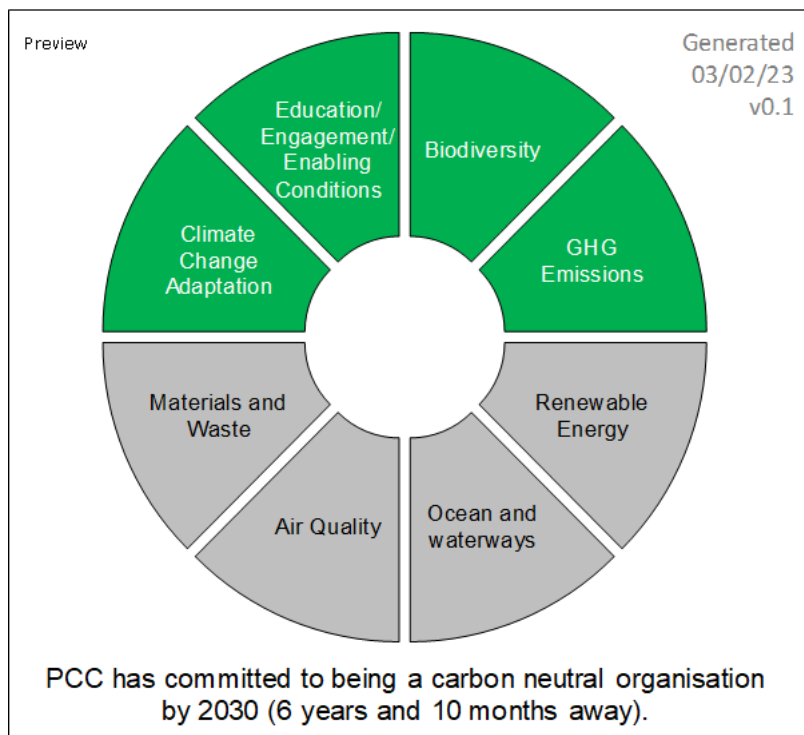 Preview
Generated
03/02/23
v0.1
Education/
Engagement/
Enabling
Conditions
Biodiversity
Climate
Change
Adaptation
GHG
Emissions
Materials and
Waste
Renewable
Energy
Air Quality
Ocean and
waterways
PCC has committed to being a carbon neutral organisation
by 2030 (6 years and 10 months away).